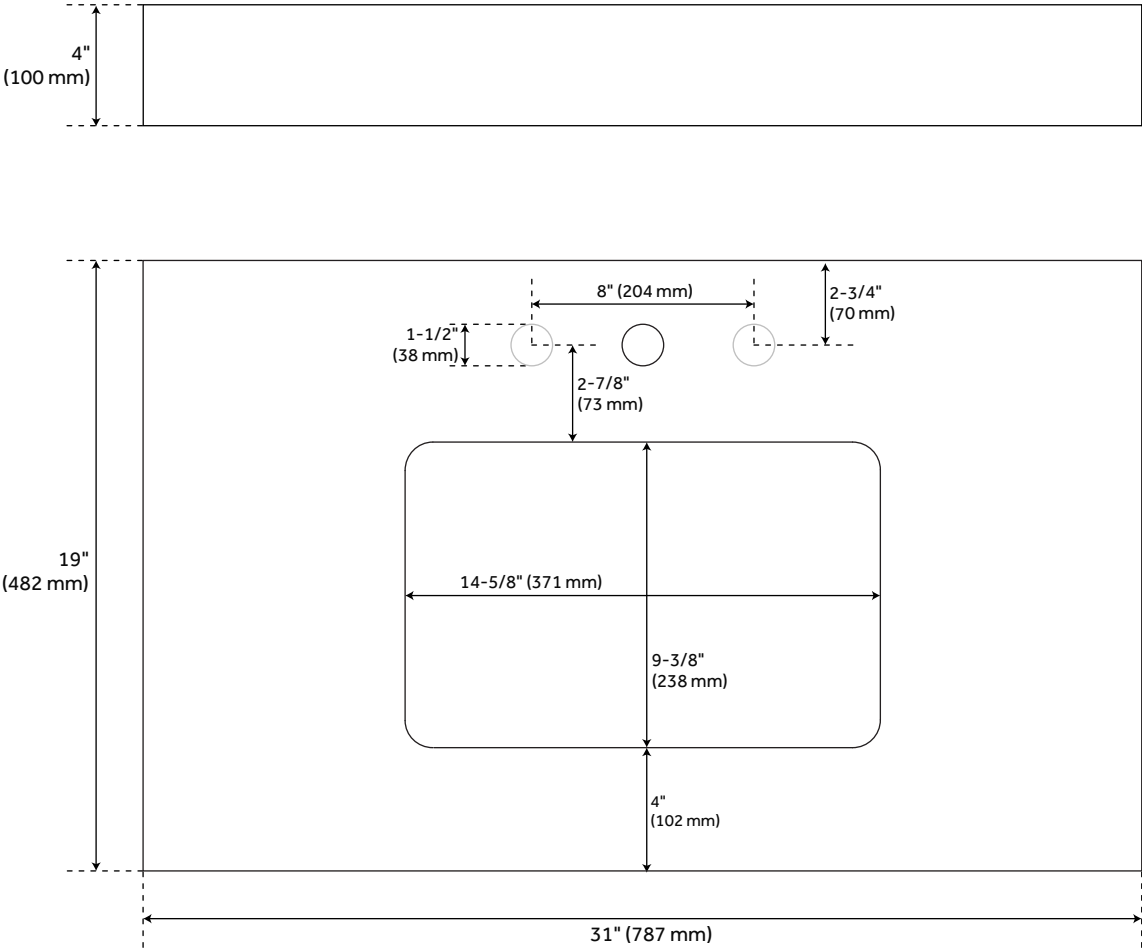 4"
(100 mm)
8" (204 mm)
2-3/4"
(70 mm)
1-1/2"
(38 mm)
2-7/8"
(73 mm)
19"
(482 mm)
14-5/8" (371 mm)
9-3/8"
(238 mm)
4"
(102 mm)
31" (787 mm)